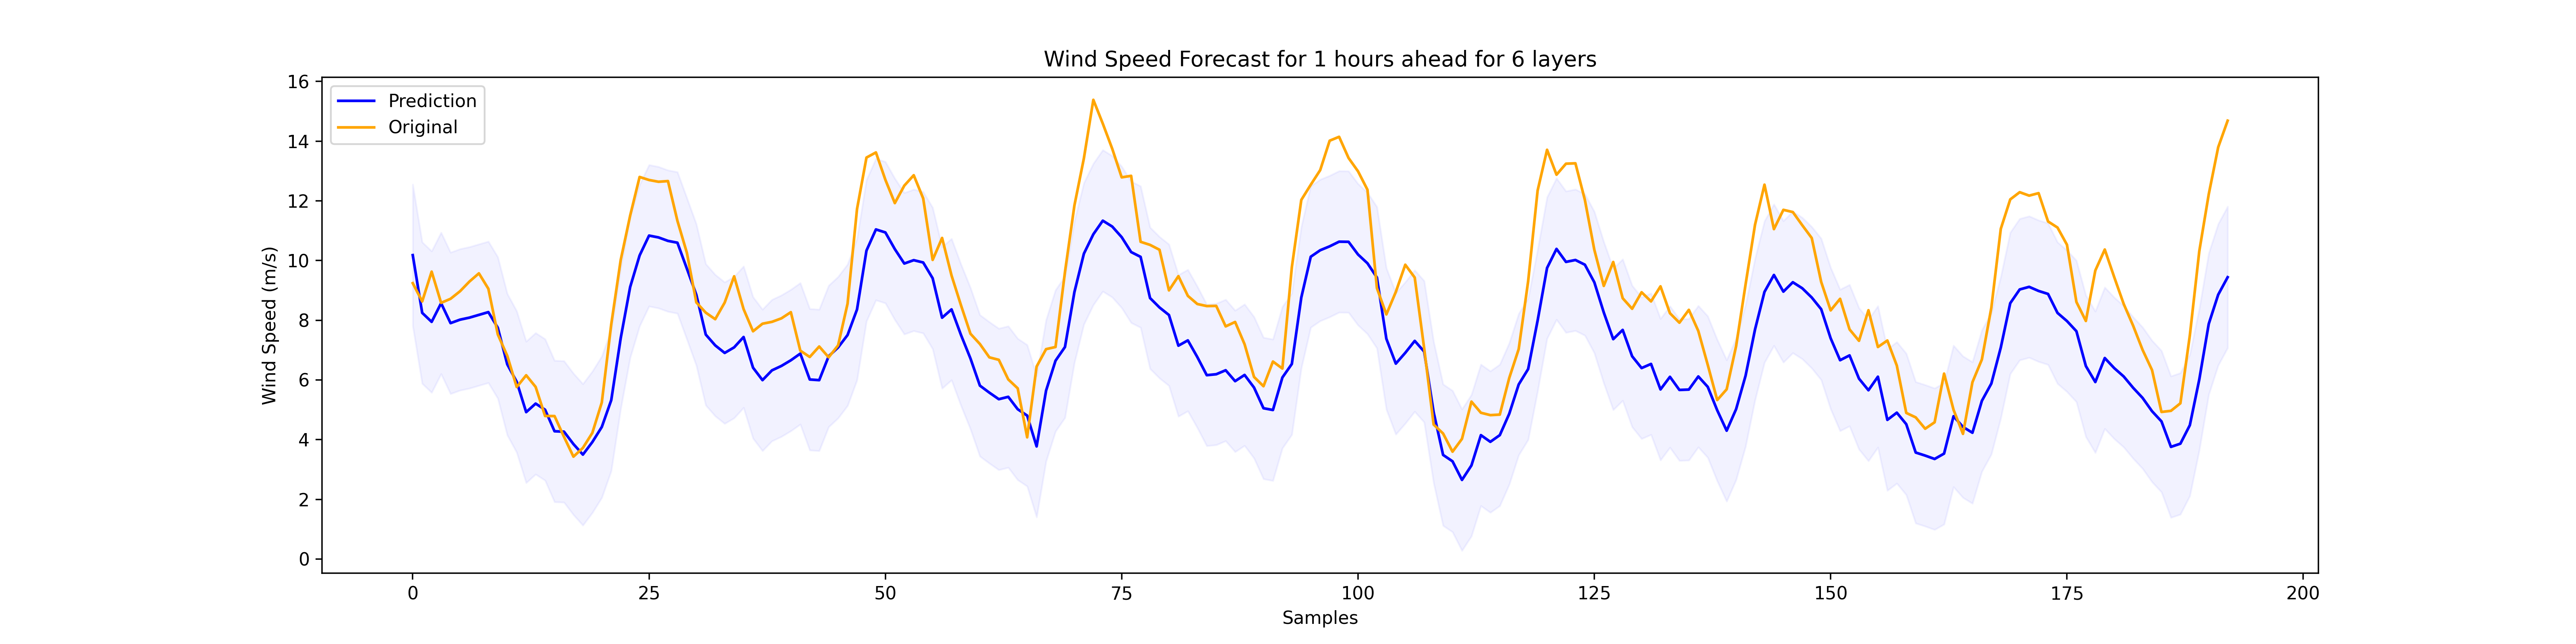 Wind Speed Forecast for 1 hours ahead for 6 layers
Prediction
Original
Wind Speed (m/s)
16
14
12
10
8
6
4
2
0
0 25 50 75 100 125 150 175 200
Samples